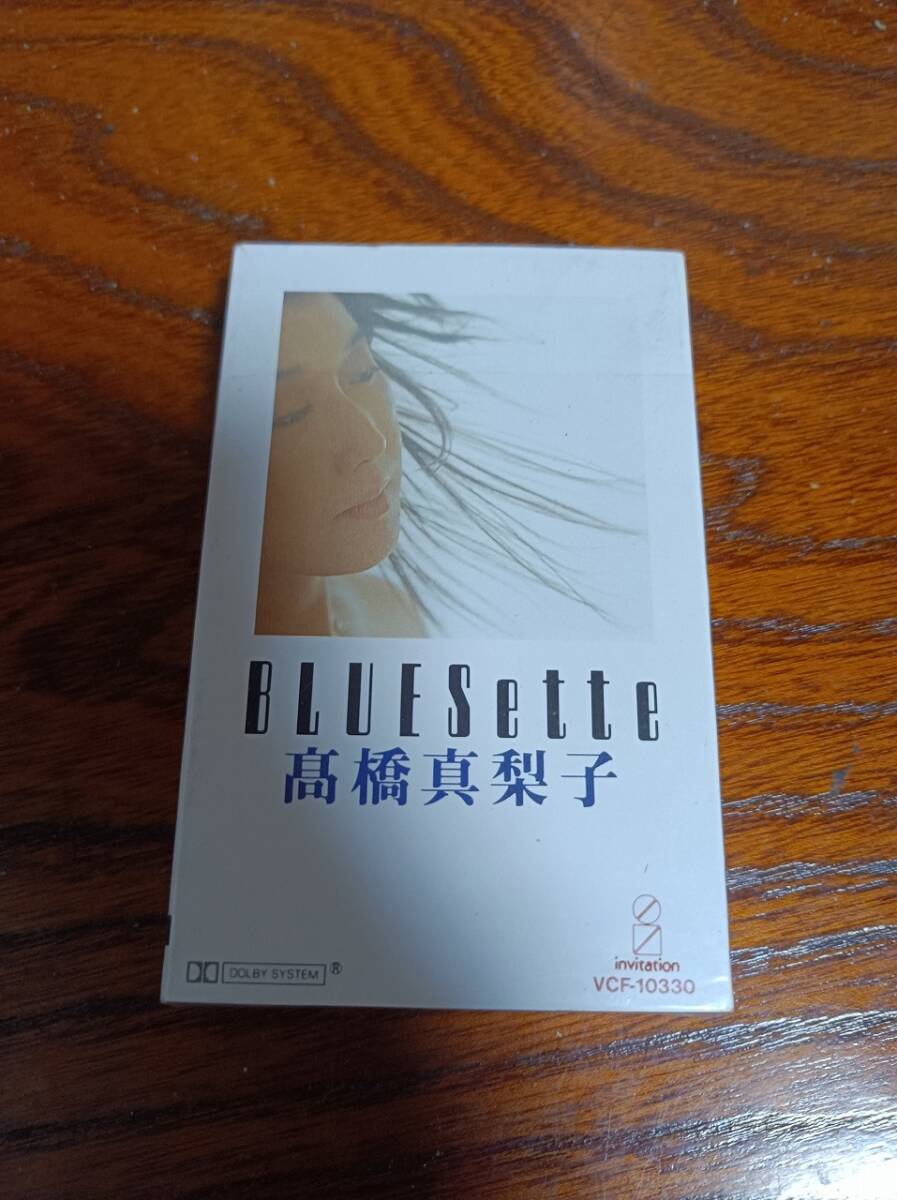 BLUESette
髙橋真梨子
DOLBY SYSTEM ®
invitation
VCF-10330